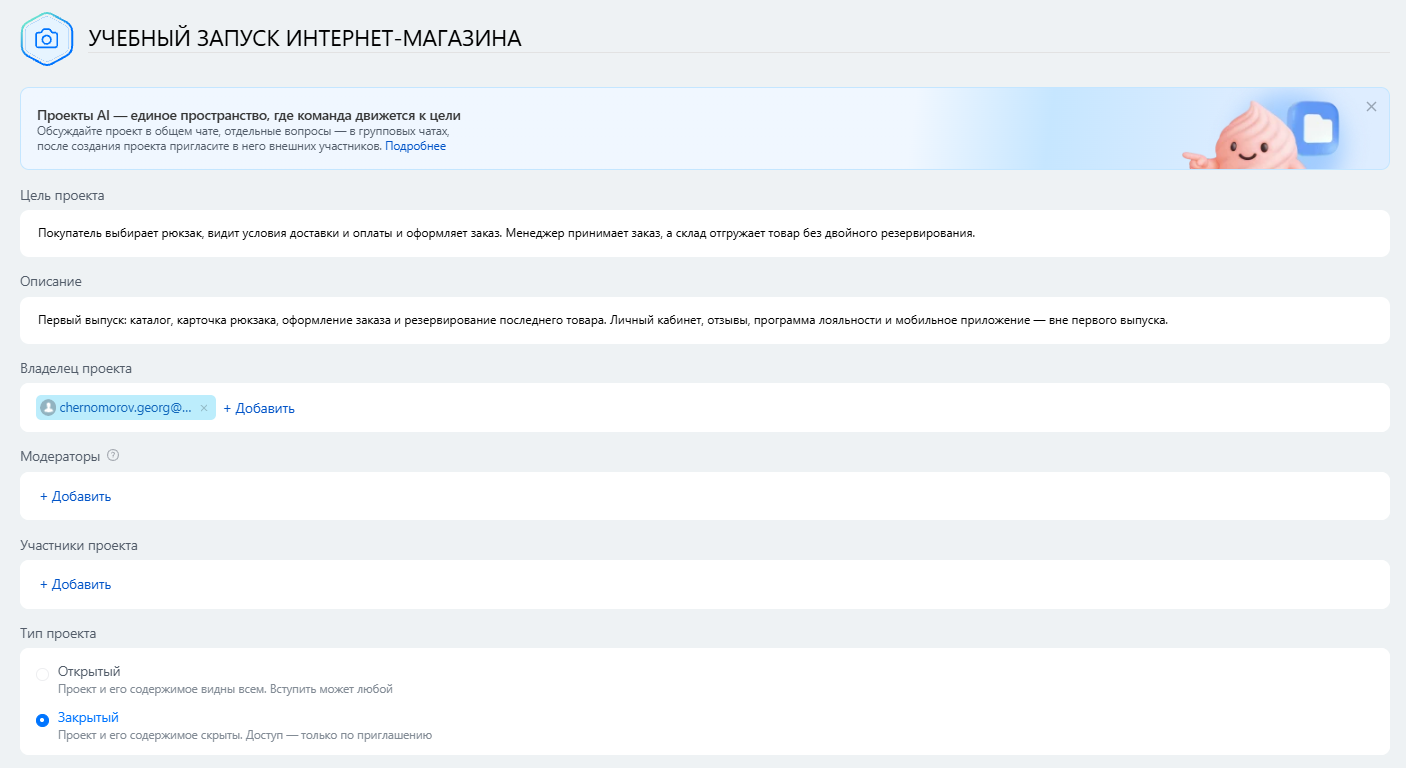 УЧЕБНЫЙ ЗАПУСК ИНТЕРНЕТ-МАГАЗИНА
Проекты AI — единое пространство, где команда движется к цели
Обсуждайте проект в общем чате, отдельные вопросы — в групповых чатах,
после создания проекта пригласите в него внешних участников. Подробнее
Цель проекта
Покупатель выбирает рюкзак, видит условия доставки и оплаты и оформляет заказ. Менеджер принимает заказ, а склад отгружает товар без двойного резервирования.
Описание
Первый выпуск: каталог, карточка рюкзака, оформление заказа и резервирование последнего товара. Личный кабинет, отзывы, программа лояльности и мобильное приложение — вне первого выпуска.
Владелец проекта
chernomorov.georg@... × + Добавить
Модераторы ?
+ Добавить
Участники проекта
+ Добавить
Тип проекта
Открытый
Проект и его содержимое видны всем. Вступить может любой
Закрытый
Проект и его содержимое скрыты. Доступ — только по приглашению